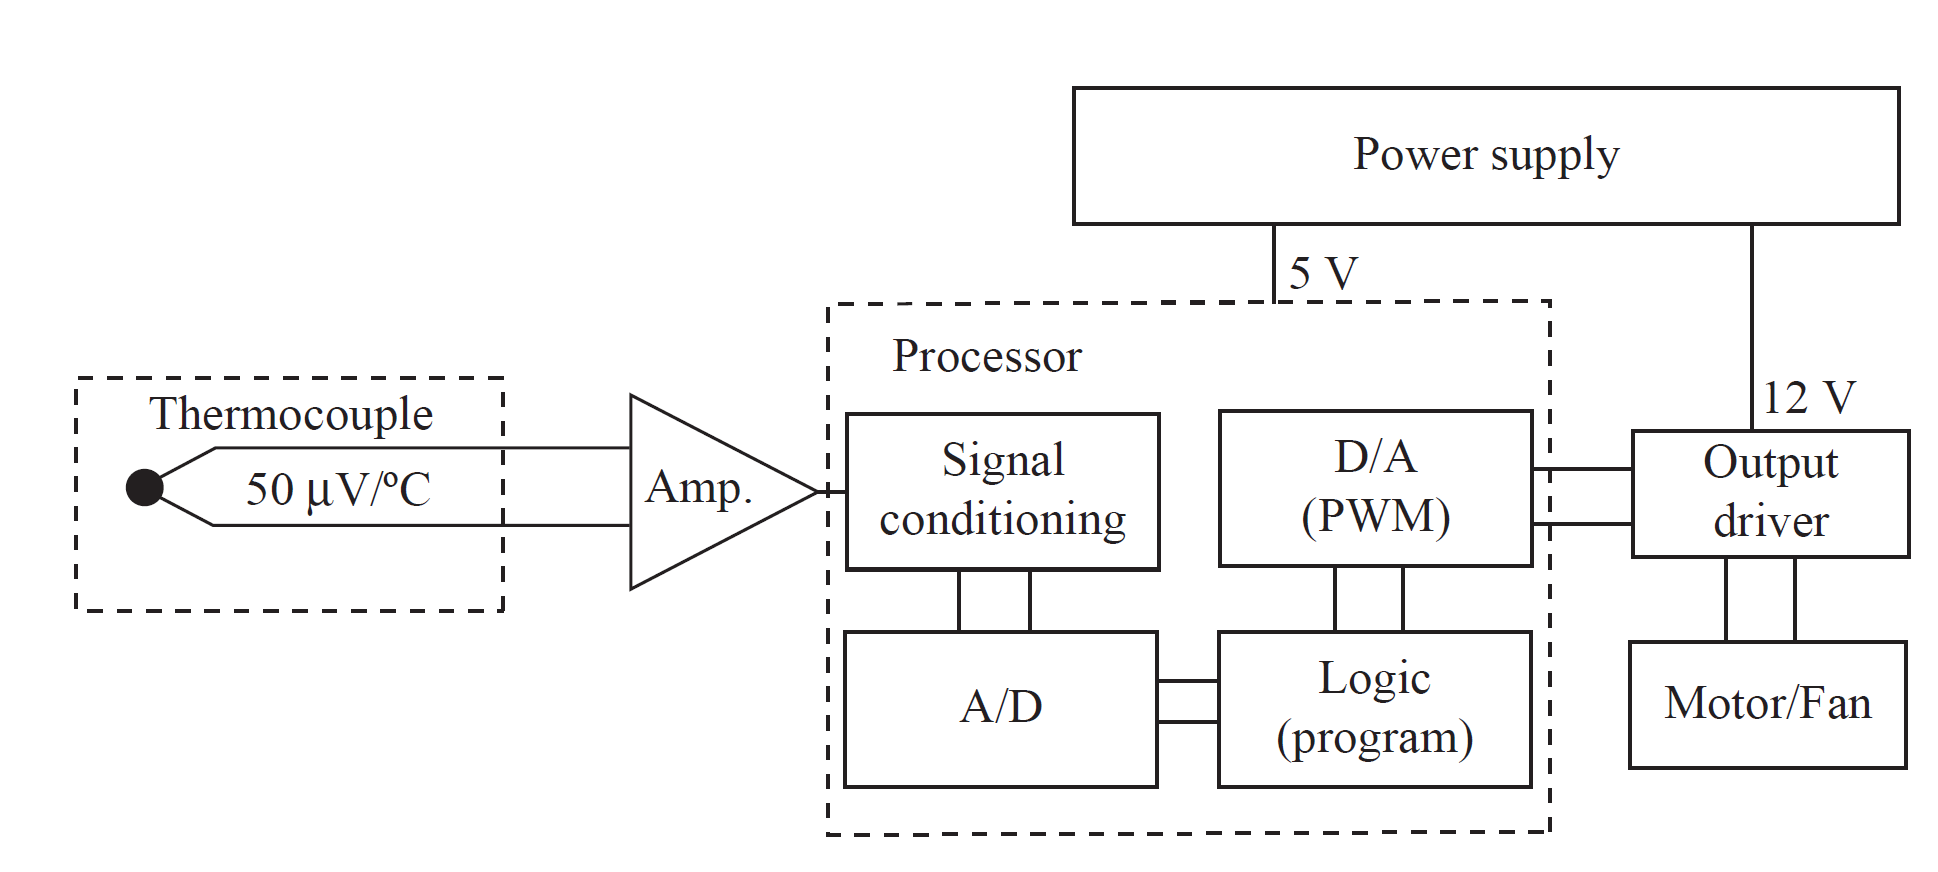 Power supply
5 V
Processor
12 V
Thermocouple
50 μV/ºC
Amp.
Signal
conditioning
D/A
(PWM)
Output
driver
A/D
Logic
(program)
Motor/Fan